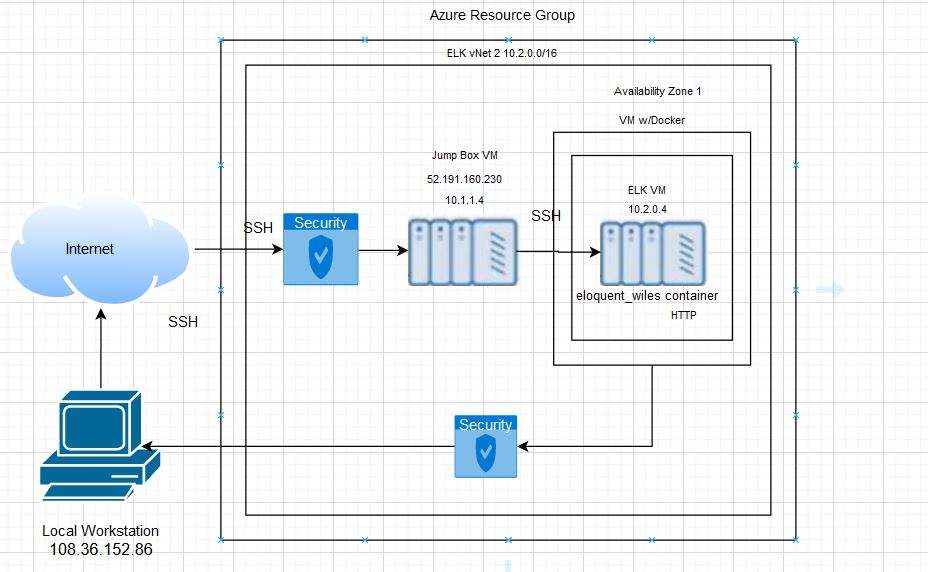 Azure Resource Group
ELK vNet 2 10.2.0.0/16
Availability Zone 1
VM w/Docker
Jump Box VM
52.191.160.230
10.1.1.4
ELK VM
10.2.0.4
SSH
Security
SSH
Internet
eloquent_wiles container
HTTP
SSH
Security
Local Workstation
108.36.152.86